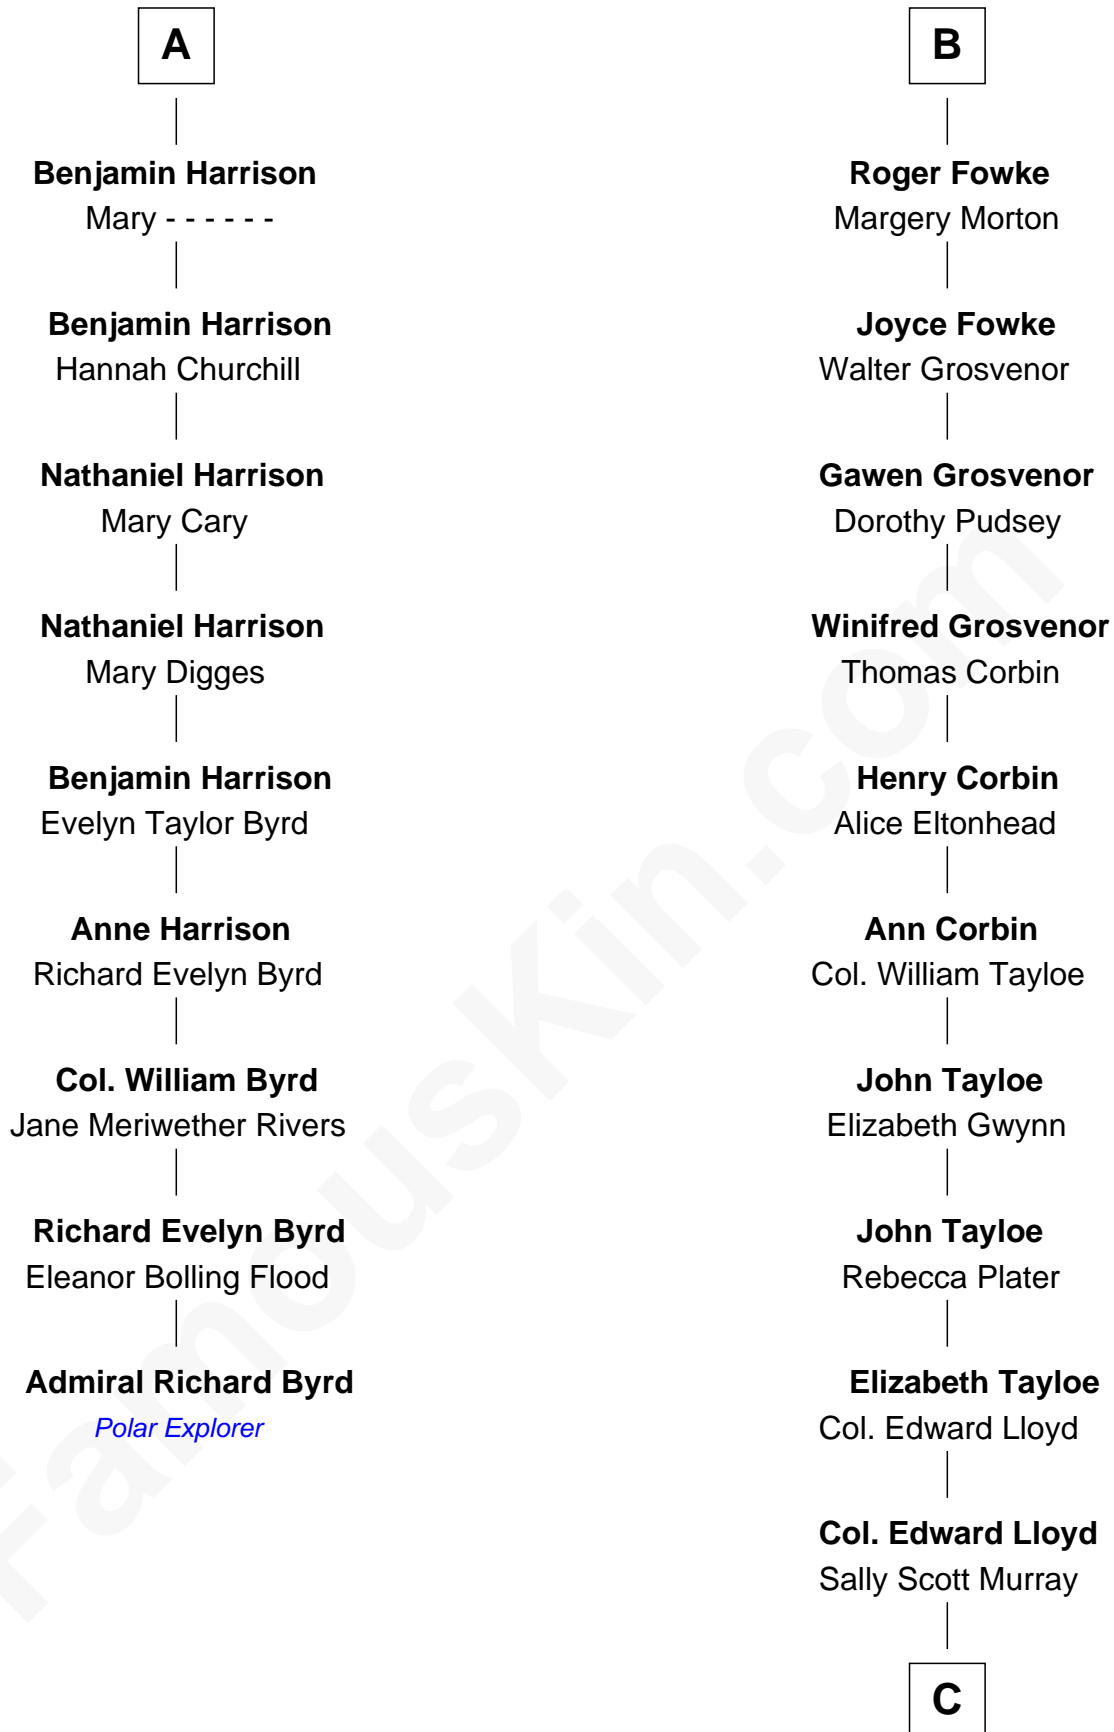 A
Benjamin Harrison
Mary - - - - - -
Benjamin Harrison
Hannah Churchill
Nathaniel Harrison
Mary Cary
Nathaniel Harrison
Mary Digges
Benjamin Harrison
Evelyn Taylor Byrd
Anne Harrison
Richard Evelyn Byrd
Col. William Byrd
Jane Meriwether Rivers
Richard Evelyn Byrd
Eleanor Bolling Flood
Admiral Richard Byrd
Polar Explorer
B
Roger Fowke
Margery Morton
Joyce Fowke
Walter Grosvenor
Gawen Grosvenor
Dorothy Pudsey
Winifred Grosvenor
Thomas Corbin
Henry Corbin
Alice Eltonhead
Ann Corbin
Col. William Tayloe
John Tayloe
Elizabeth Gwynn
John Tayloe
Rebecca Plater
Elizabeth Tayloe
Col. Edward Lloyd
Col. Edward Lloyd
Sally Scott Murray
C
FamousKin.com